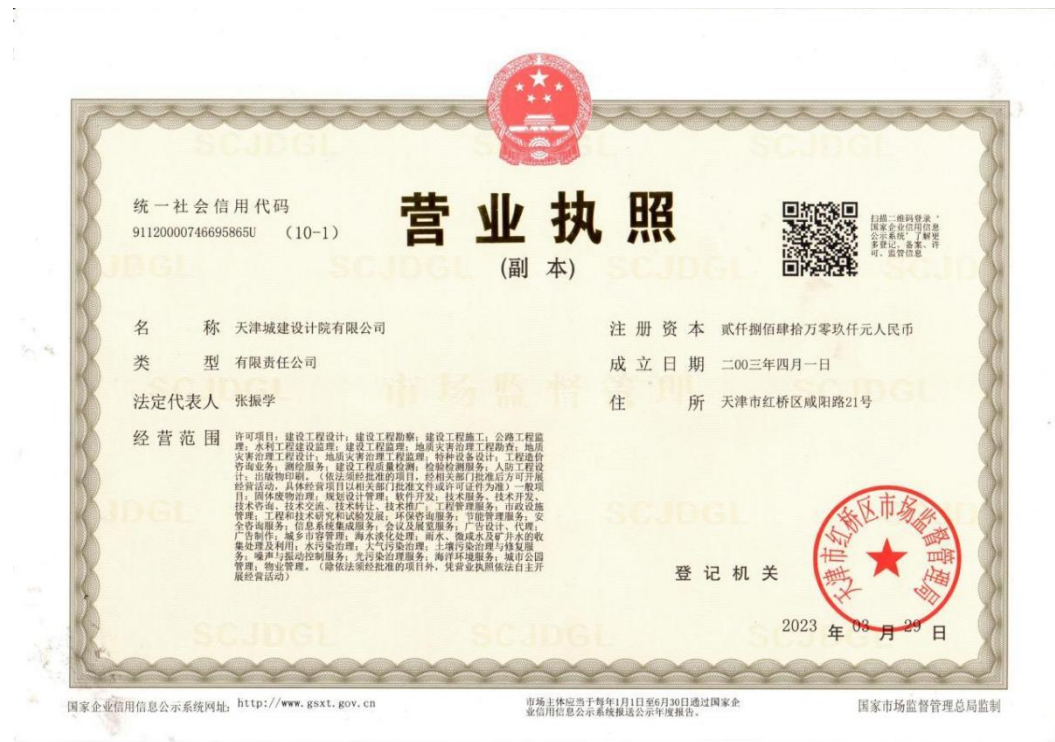 统一社会信用代码
91120000746695865U (10-1)
营业执照
(副 本)
扫描二维码登录‘
国家企业信用信息
公示系统’了解更
多登记、备案、许
可、监管信息
名 称 天津城建设计院有限公司
类 型 有限责任公司
法定代表人 张振学
经营范围 许可项目：建设工程设计；建设工程勘察；建设工程施工；公路工程监
理；水利工程建设监理；建设工程监理；地质灾害治理工程勘查；地质
灾害治理工程设计；地质灾害治理工程监理；特种设备设计；工程造价
咨询业务；测绘服务；建设工程质量检测；检验检测服务；人防工程设
计；出版物印刷。（依法须经批准的项目，经相关部门批准后方可开展
经营活动，具体经营项目以相关部门批准文件或许可证件为准）一般项
目：固体废物治理；规划设计管理；软件开发；技术服务、技术开发、
技术咨询、技术交流、技术转让、技术推广；工程管理服务；市政设施
管理；工程和技术研究和试验发展；环保咨询服务；节能管理服务；安
全咨询服务；信息系统集成服务；会议及展览服务；广告设计、代理；
广告制作；城乡市容管理；海水淡化处理；雨水、微咸水及矿井水的收
集处理及利用；水污染治理；大气污染治理；土壤污染治理与修复服
务；噪声与振动控制服务；光污染治理服务；海洋环境服务；城市公园
管理；物业管理。（除依法须经批准的项目外，凭营业执照依法自主开
展经营活动）
注册资本 贰仟捌佰肆拾万零玖仟元人民币
成立日期 二00三年四月一日
住 所 天津市红桥区咸阳路21号
登记机关
天津市红桥区市场监督管理局
2023 年 03 月 29 日
国家企业信用信息公示系统网址：http://www.gsxt.gov.cn
市场主体应当于每年1月1日至6月30日通过国家企
业信用信息公示系统报送公示年度报告。
国家市场监督管理总局监制
SCJDGL
市场监督管理